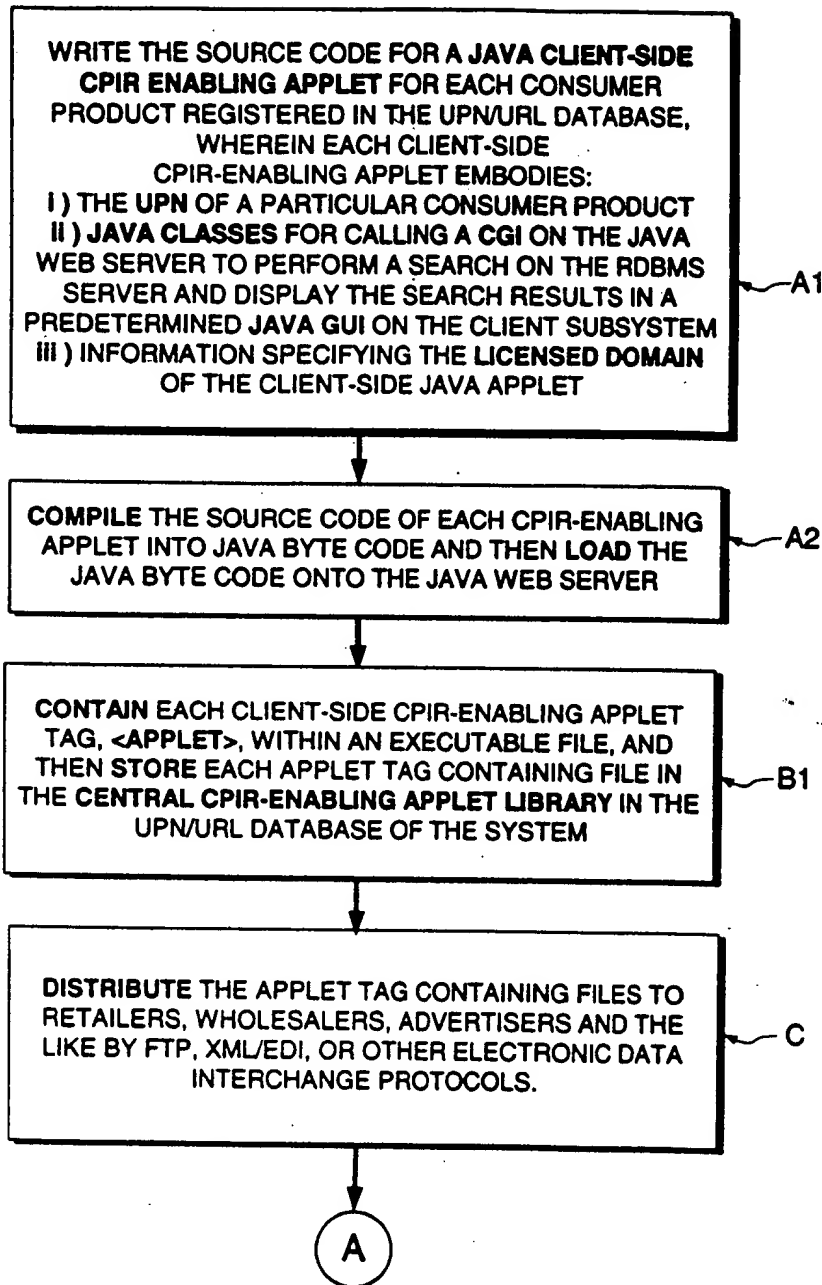 WRITE THE SOURCE CODE FOR A JAVA CLIENT-SIDE
CPIR ENABLING APPLET FOR EACH CONSUMER
PRODUCT REGISTERED IN THE UPN/URL DATABASE,
WHEREIN EACH CLIENT-SIDE
CPIR-ENABLING APPLET EMBODIES:
i ) THE UPN OF A PARTICULAR CONSUMER PRODUCT
ii ) JAVA CLASSES FOR CALLING A CGI ON THE JAVA
WEB SERVER TO PERFORM A SEARCH ON THE RDBMS
SERVER AND DISPLAY THE SEARCH RESULTS IN A
PREDETERMINED JAVA GUI ON THE CLIENT SUBSYSTEM
iii ) INFORMATION SPECIFYING THE LICENSED DOMAIN
OF THE CLIENT-SIDE JAVA APPLET
A1
COMPILE THE SOURCE CODE OF EACH CPIR-ENABLING
APPLET INTO JAVA BYTE CODE AND THEN LOAD THE
JAVA BYTE CODE ONTO THE JAVA WEB SERVER
A2
CONTAIN EACH CLIENT-SIDE CPIR-ENABLING APPLET
TAG, <APPLET>, WITHIN AN EXECUTABLE FILE, AND
THEN STORE EACH APPLET TAG CONTAINING FILE IN
THE CENTRAL CPIR-ENABLING APPLET LIBRARY IN THE
UPN/URL DATABASE OF THE SYSTEM
B1
DISTRIBUTE THE APPLET TAG CONTAINING FILES TO
RETAILERS, WHOLESALERS, ADVERTISERS AND THE
LIKE BY FTP, XML/EDI, OR OTHER ELECTRONIC DATA
INTERCHANGE PROTOCOLS.
C
A